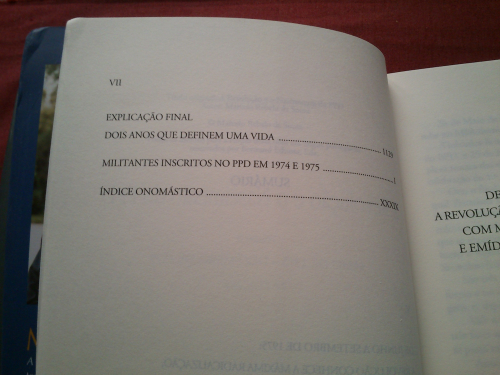 VII
EXPLICAÇÃO FINAL
DOIS ANOS QUE DEFINEM UMA VIDA
MILITANTES INSCRITOS NO PPD EM 1974 E 1975 I
ÍNDICE ONOMÁSTICO
DE
A REVOLUÇÃ
COM M
E EMÍD